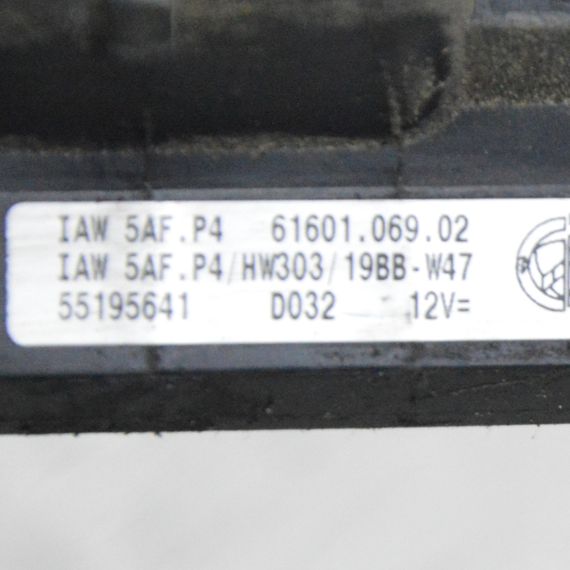 IAW 5AF.P4 61601.069.02
IAW 5AF.P4/HW303/19BB-W47
55195641 D032 12V=